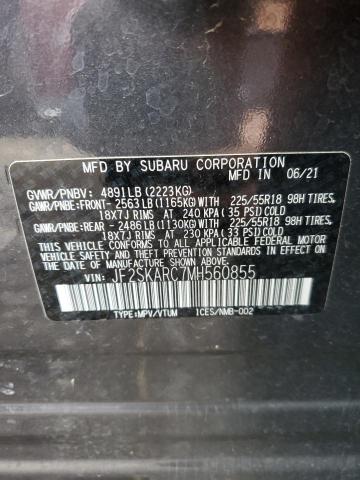 MFD BY SUBARU CORPORATION
MFD IN 06/21
GVWR/PNBV: 4891LB(2223KG)
GAWR/PNBE:FRONT- 2563LB(1165KG)WITH 225/55R18 98H TIRES,
18X7J RIMS AT 240 KPA( 35 PSI)COLD
GAWR/PNBE:REAR - 2486LB(1130KG)WITH 225/55R18 98H TIRES,
18X7J RIMS AT 230 KPA( 33 PSI)COLD
THIS VEHICLE CONFORMS TO ALL APPLICABLE FEDERAL MOTOR
VEHICLE SAFETY, BUMPER, AND THEFT PREVENTION STANDARDS
IN EFFECT ON THE DATE OF MANUFACTURE SHOWN ABOVE.
VIN: JF2SKARC7MH560855
TYPE:MPV/VTUM ICES/NMB-002